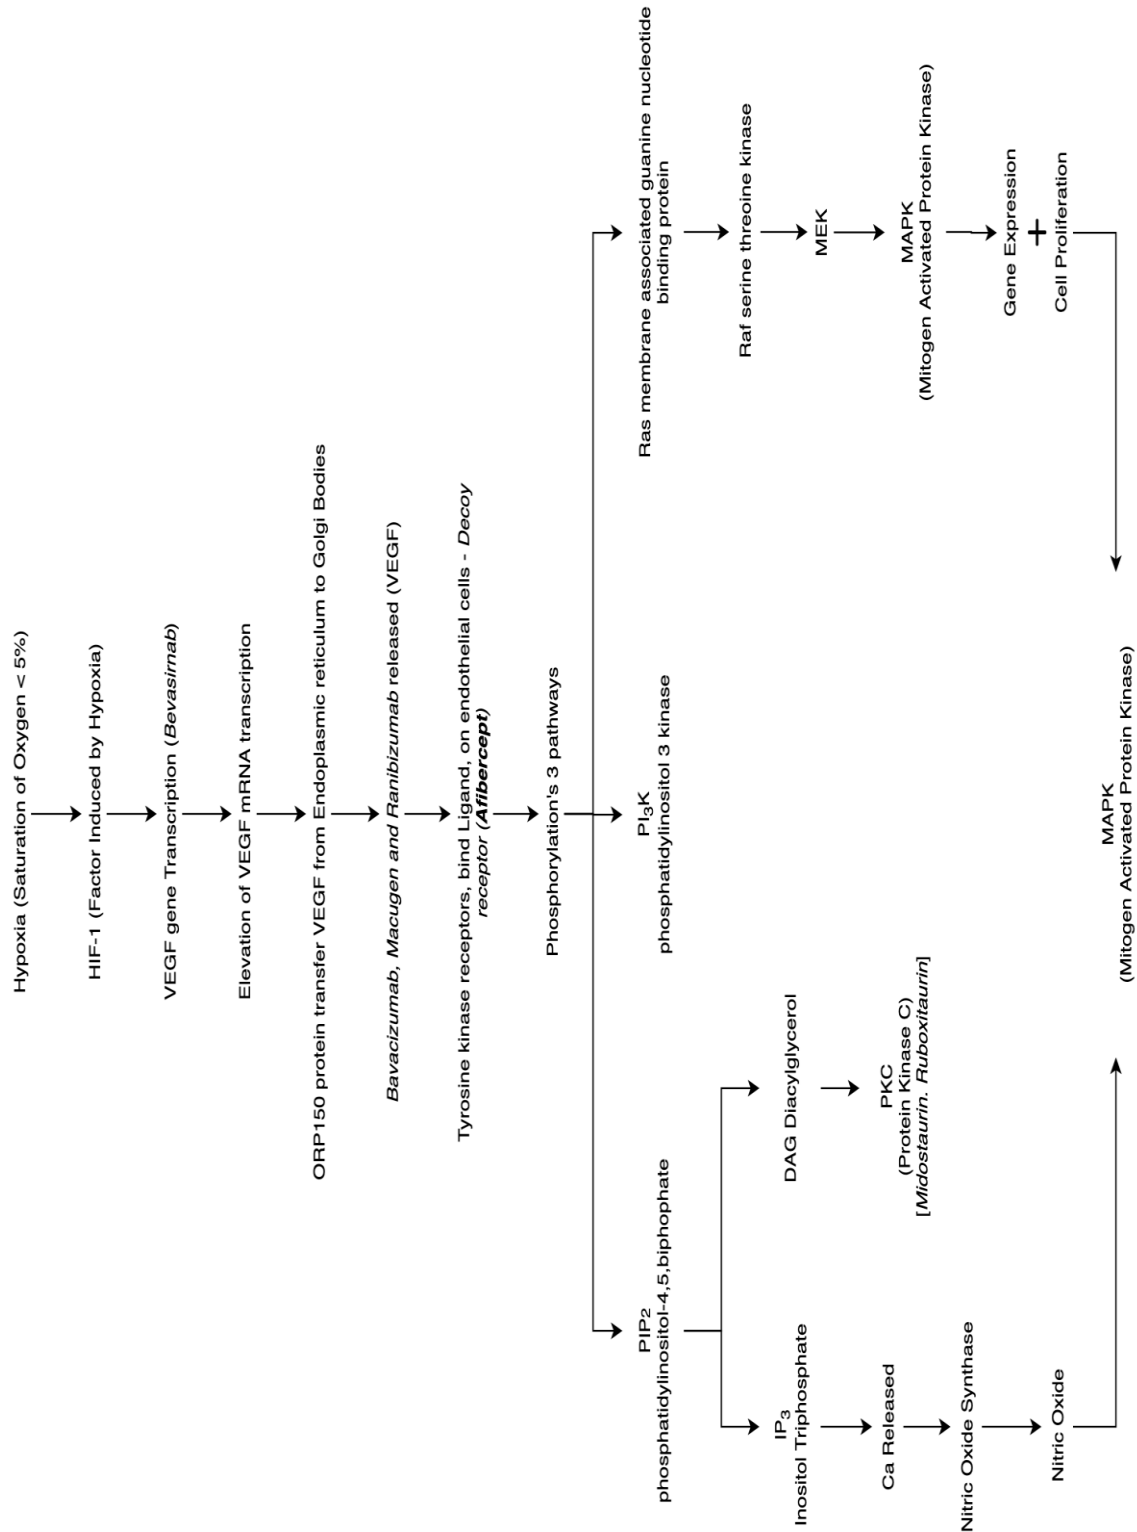 Hypoxia (Saturation of Oxygen < 5%)
HIF-1 (Factor Induced by Hypoxia)
VEGF gene Transcription (Bevasirnab)
Elevation of VEGF mRNA transcription
ORP150 protein transfer VEGF from Endoplasmic reticulum to Golgi Bodies
Bavacizumab, Macugen and Ranibizumab released (VEGF)
Tyrosine kinase receptors, bind Ligand, on endothelial cells - Decoy
receptor (Afibercept)
Phosphorylation's 3 pathways
PIP2
phosphatidylinositol-4,5,biphophate
IP3
Inositol Triphosphate
Ca Released
Nitric Oxide Synthase
Nitric Oxide
DAG Diacylglycerol
PKC
(Protein Kinase C)
[Midostaurin. Ruboxitaurin]
PI3K
phosphatidylinositol 3 kinase
Ras membrane associated guanine nucleotide
binding protein
Raf serine threoine kinase
MEK
MAPK
(Mitogen Activated Protein Kinase)
Gene Expression
+
Cell Proliferation
MAPK
(Mitogen Activated Protein Kinase)